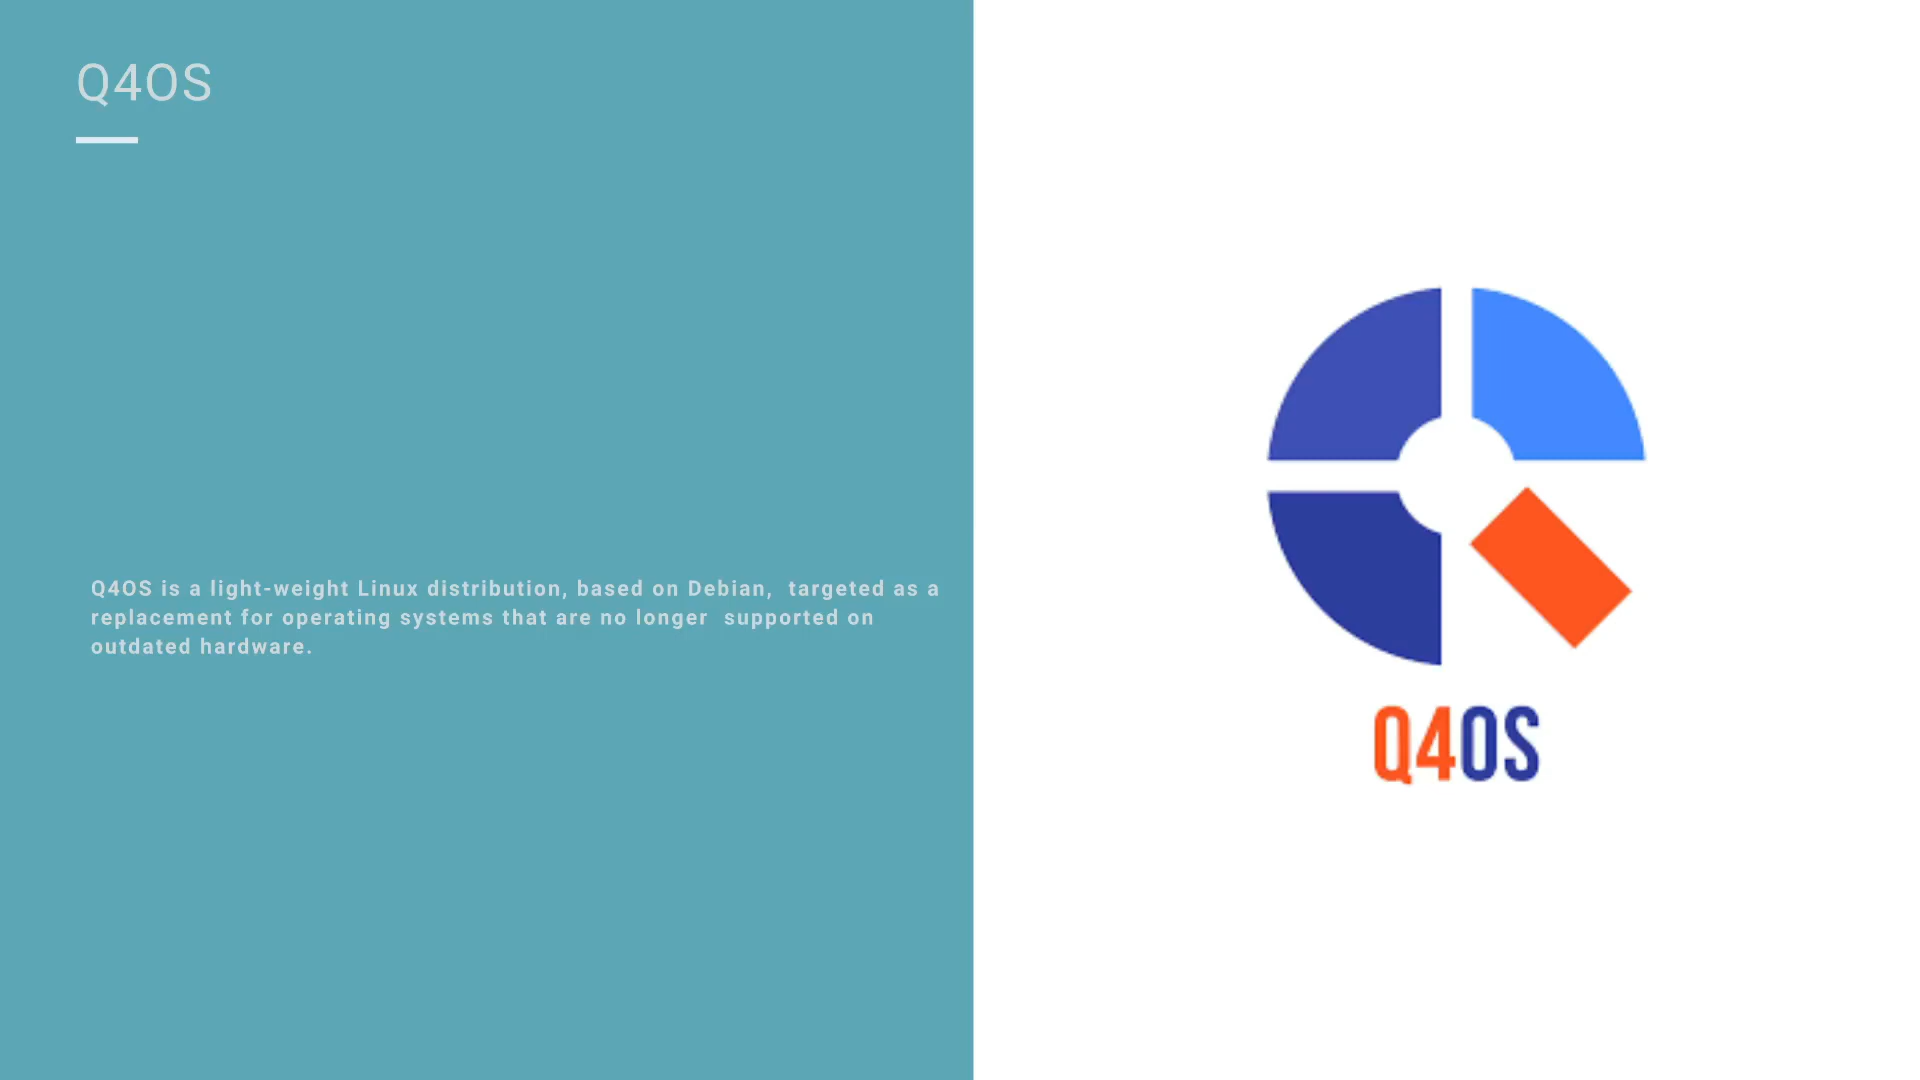 Q4OS
Q4OS is a light-weight Linux distribution, based on Debian,  targeted as a
replacement for operating systems that are no longer  supported on
outdated hardware.
Q4OS